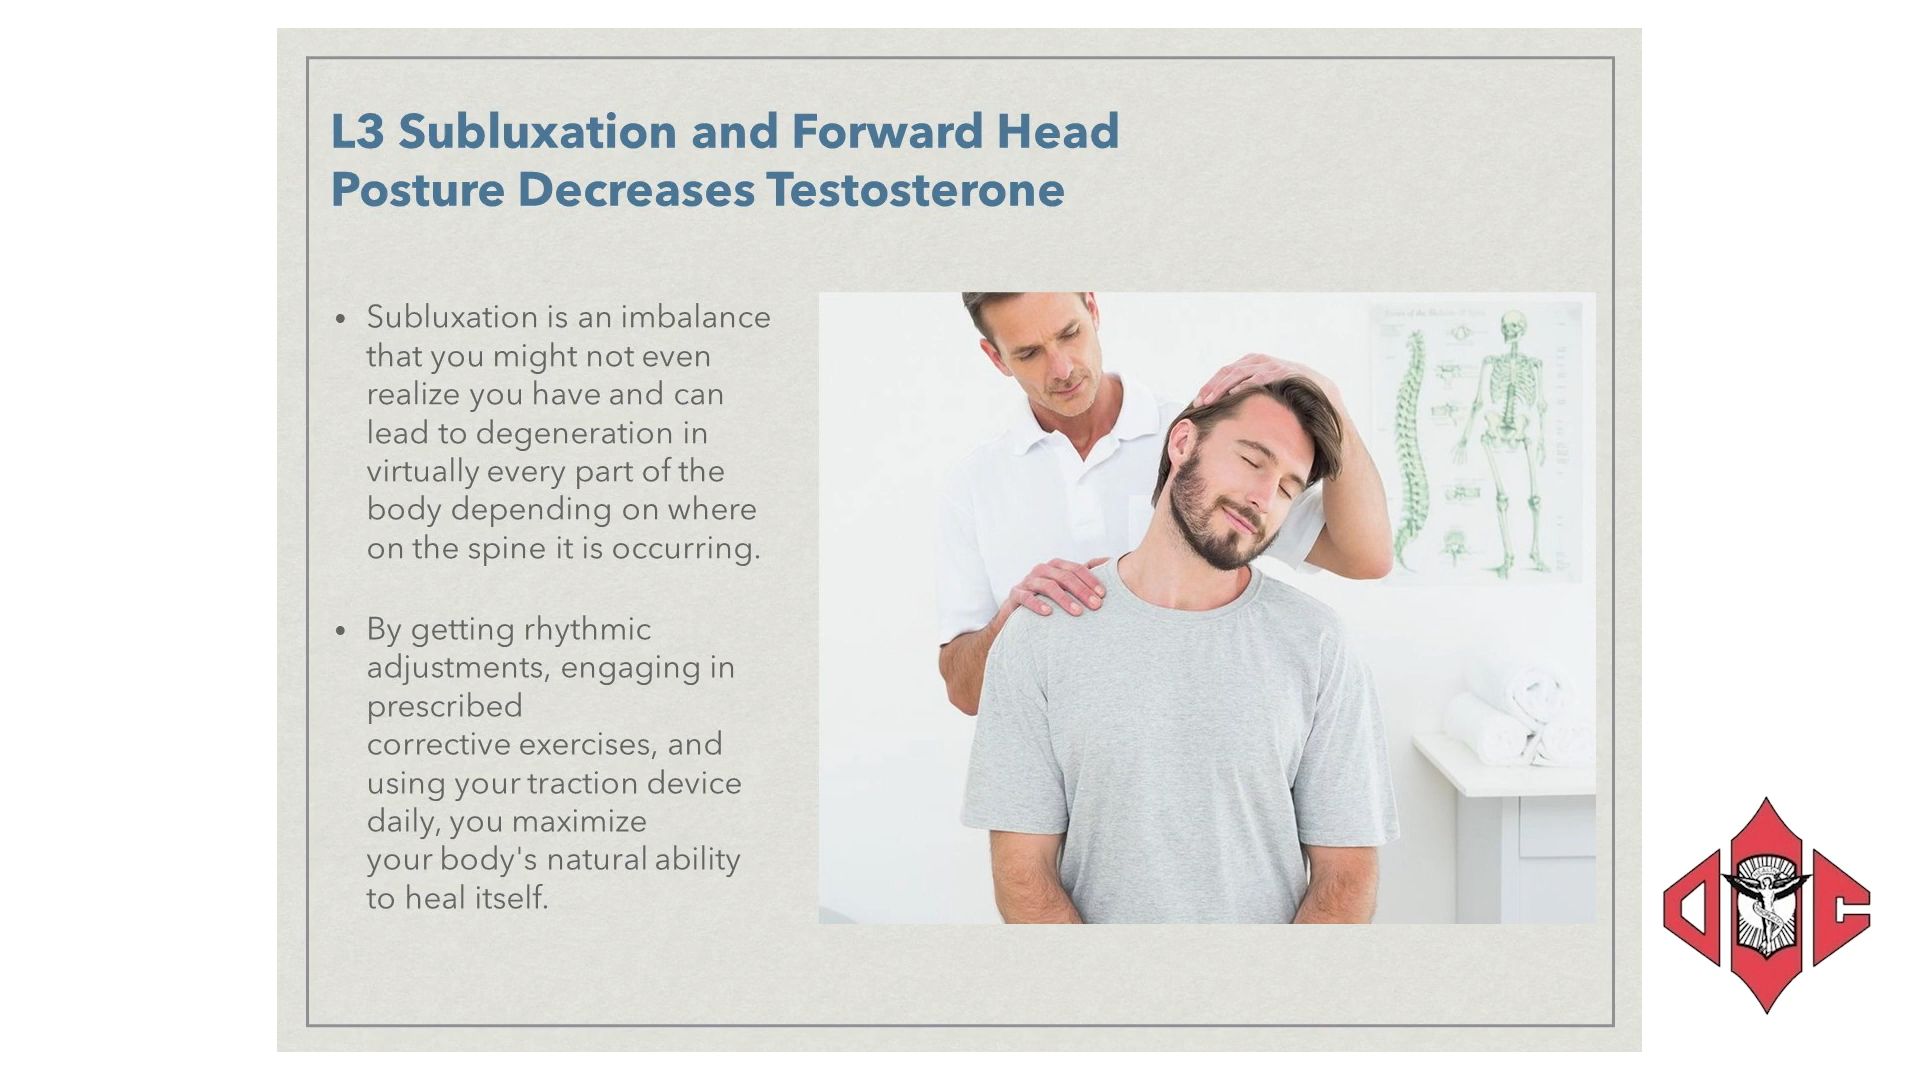 L3 Subluxation and Forward Head
Posture Decreases Testosterone
• Subluxation is an imbalance
that you might not even
realize you have and can
lead to degeneration in
virtually every part of the
body depending on where
on the spine it is occurring.
• By getting rhythmic
adjustments, engaging in
prescribed
corrective exercises, and
using your traction device
daily, you maximize
your body's natural ability
to heal itself.